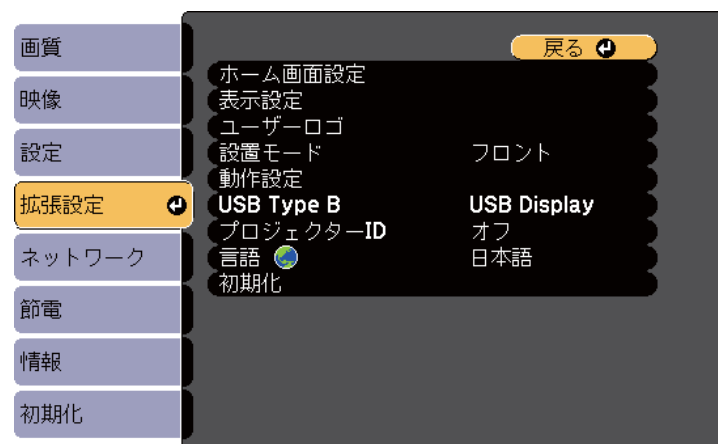 画質
映像
設定
拡張設定
ネットワーク
節電
情報
初期化
戻る
ホーム画面設定
表示設定
ユーザーロゴ
設置モード フロント
動作設定
USB Type B USB Display
プロジェクターID オフ
言語 日本語
初期化